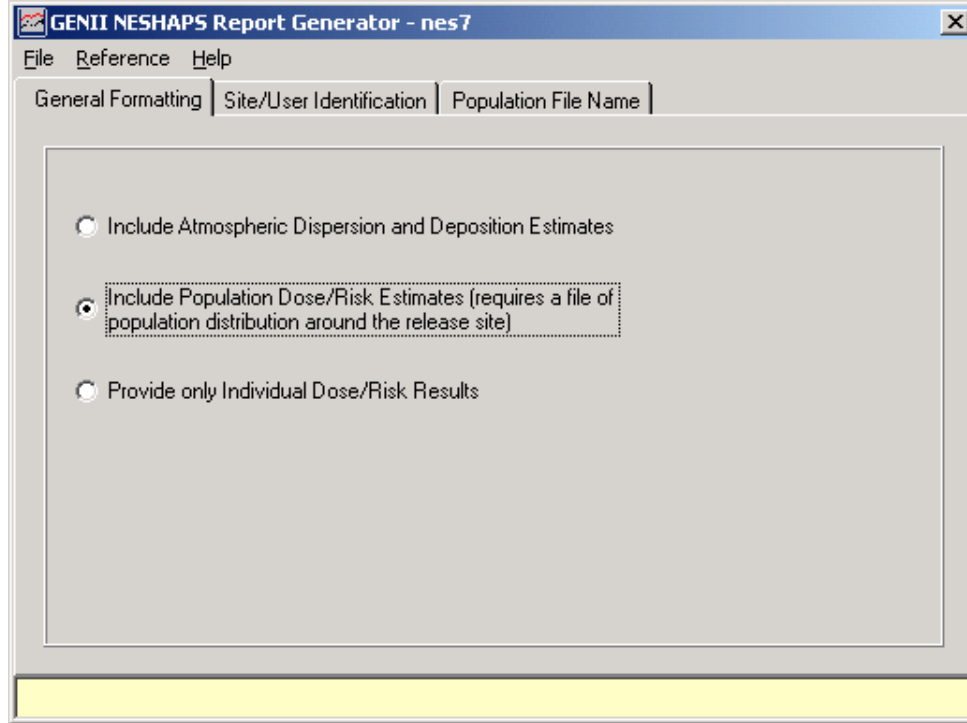 GENII NESHAPS Report Generator - nes7
File Reference Help
General Formatting Site/User Identification Population File Name
Include Atmospheric Dispersion and Deposition Estimates
Include Population Dose/Risk Estimates (requires a file of
population distribution around the release site)
Provide only Individual Dose/Risk Results